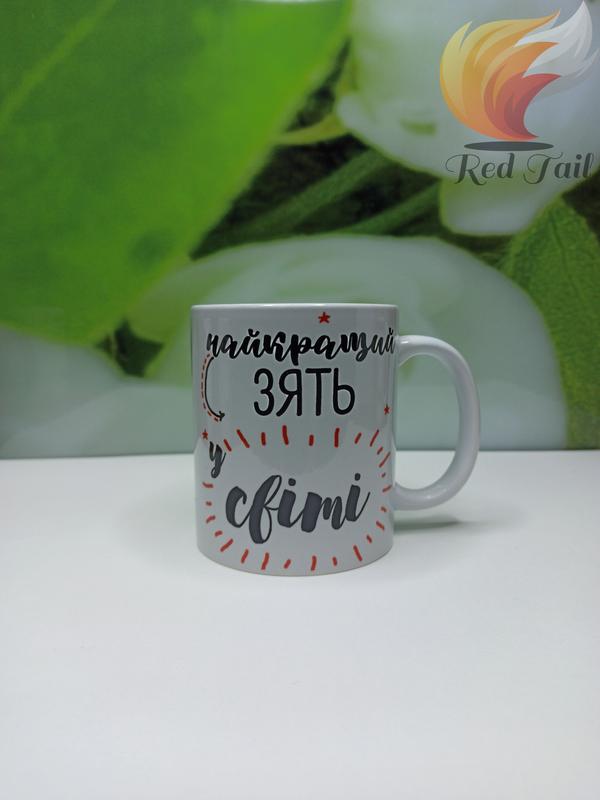 Red Tail
найкращий
ЗЯТЬ
у
світі